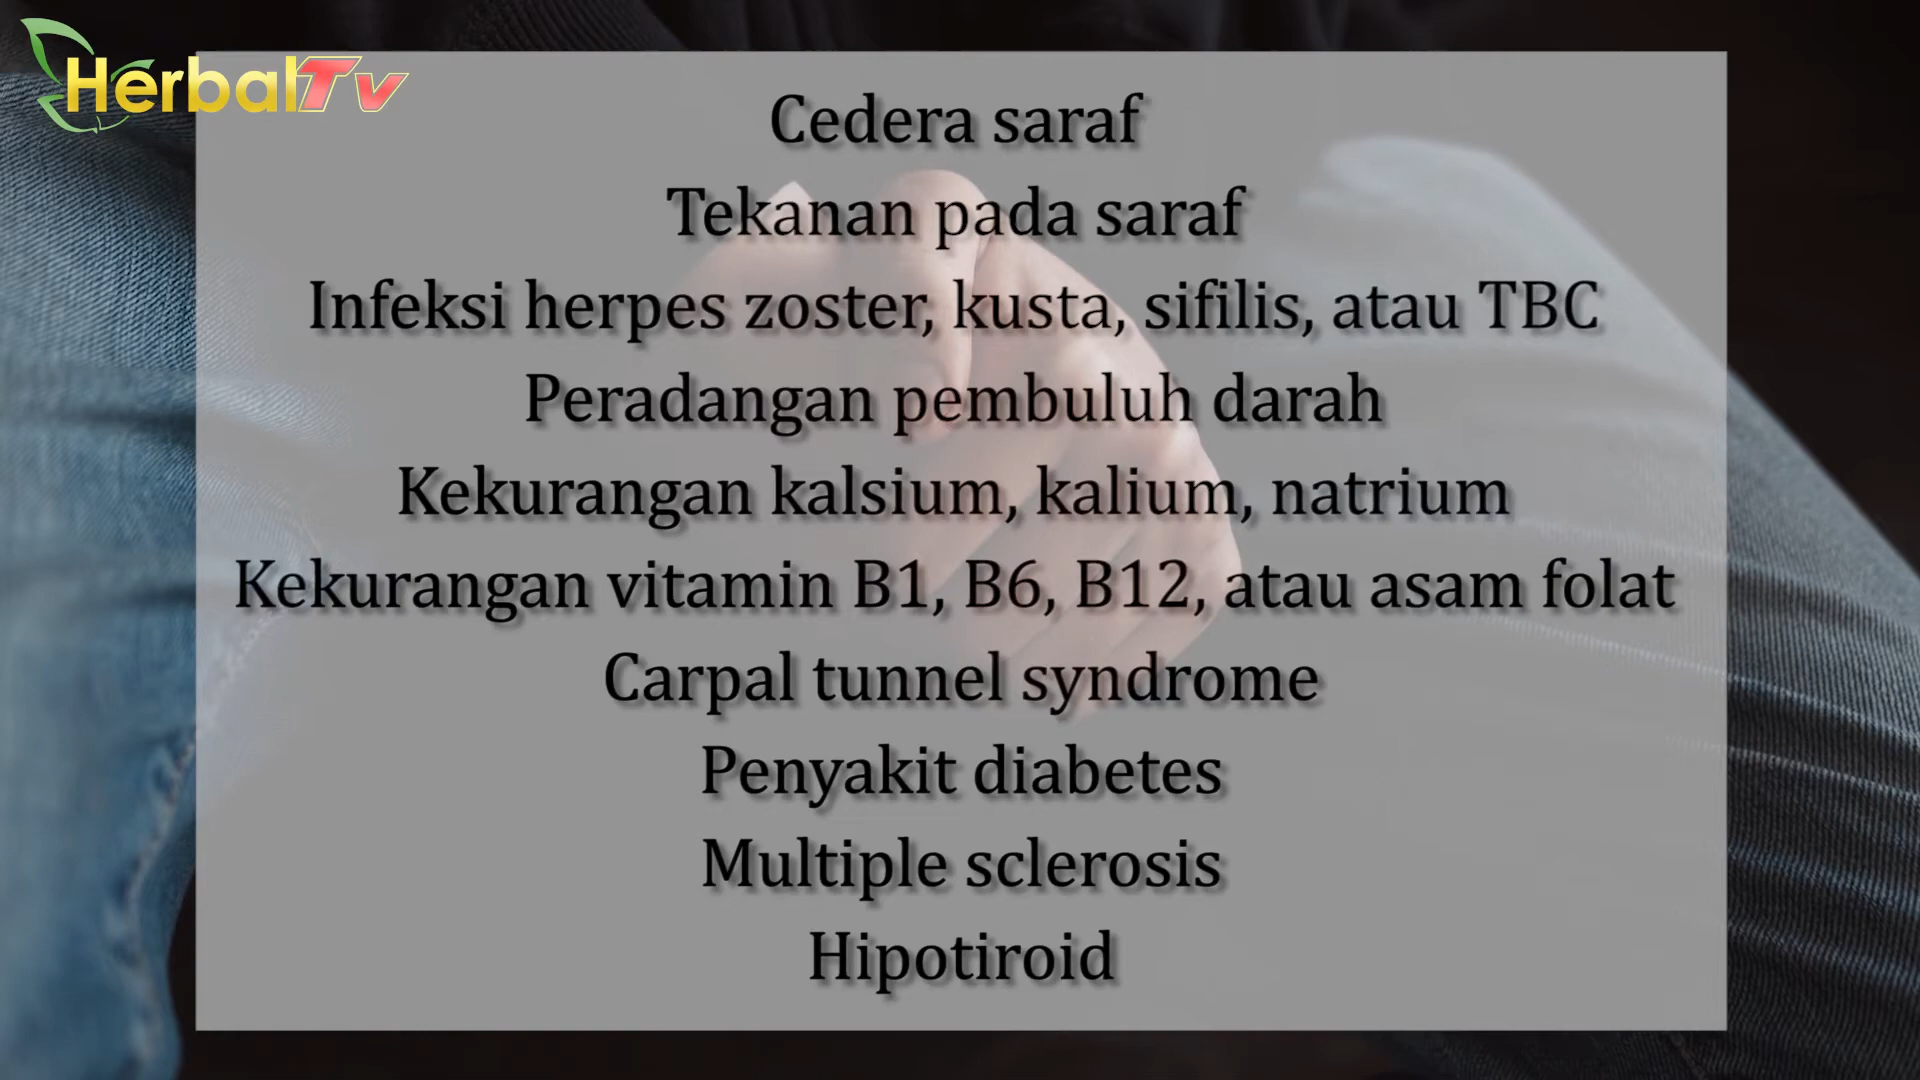 HerbalTv
Cedera saraf
Tekanan pada saraf
Infeksi herpes zoster, kusta, sifilis, atau TBC
Peradangan pembuluh darah
Kekurangan kalsium, kalium, natrium
Kekurangan vitamin B1, B6, B12, atau asam folat
Carpal tunnel syndrome
Penyakit diabetes
Multiple sclerosis
Hipotiroid